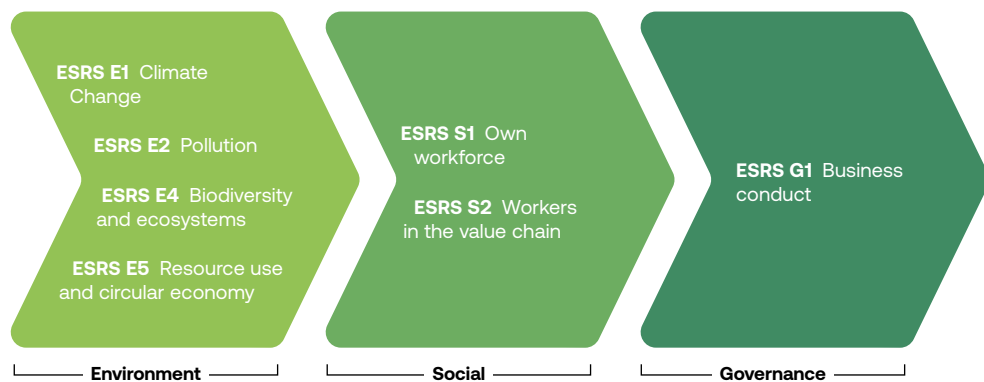 ESRS E1 Climate
Change
ESRS E2 Pollution
ESRS E4 Biodiversity
and ecosystems
ESRS E5 Resource use
and circular economy
Environment
ESRS S1 Own
workforce
ESRS S2 Workers
in the value chain
Social
ESRS G1 Business
conduct
Governance